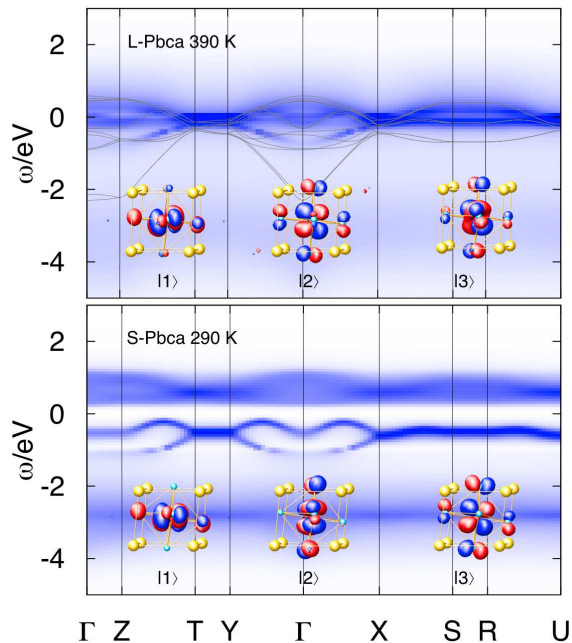 L-Pbca 390 K
2
0
-2
-4
ω/eV
|1⟩ |2⟩ |3⟩
S-Pbca 290 K
2
0
-2
-4
ω/eV
|1⟩ |2⟩ |3⟩
Γ Z T Y Γ X S R U